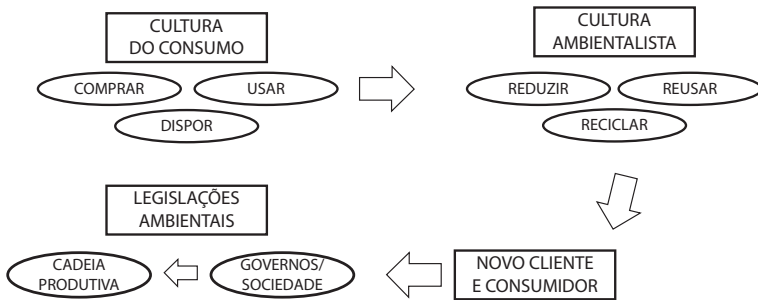 CULTURA
DO CONSUMO
COMPRAR
USAR
DISPOR
CULTURA
AMBIENTALISTA
REDUZIR
REUSAR
RECICLAR
NOVO CLIENTE
E CONSUMIDOR
LEGISLAÇÕES
AMBIENTAIS
GOVERNOS/
SOCIEDADE
CADEIA
PRODUTIVA